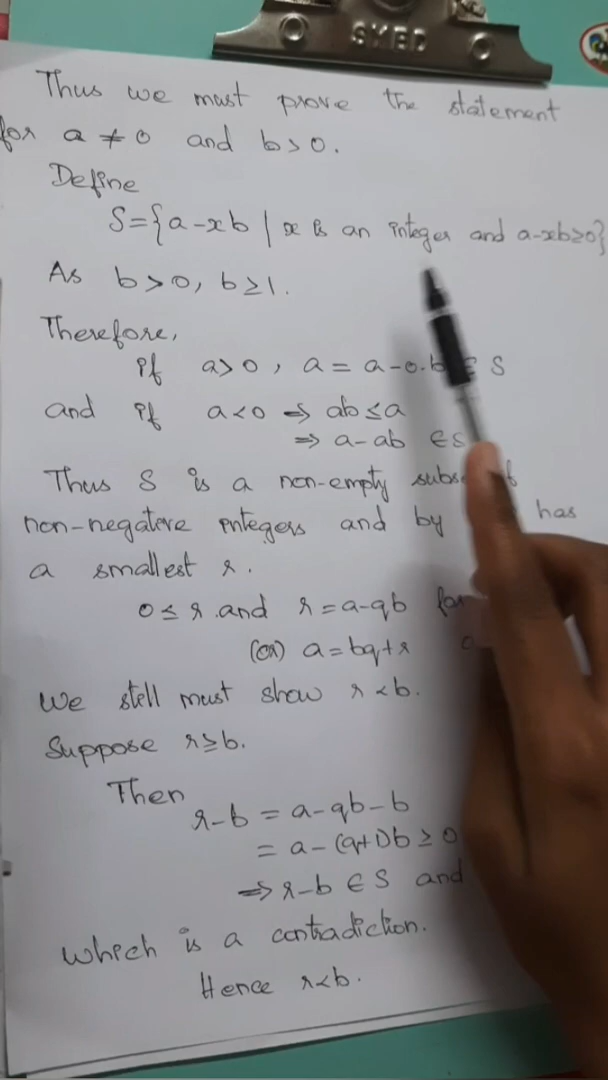 SMED
Thus we must prove the statement
for a ≠ 0 and b>0.
Define
S={a-xb | x is an integer and a-xb≥0}
As b>0, b≥1.
Therefore,
if a>0, a = a-0.b ∈ S
and if a<0 ⇒ ab≤a
⇒ a-ab ∈S
Thus S is a non-empty
non-negative integers and by has
a smallest r.
0≤r and r=a-qb for
(or) a=bq+r
We still must show r<b.
Suppose r≥b.
Then
r-b = a-qb-b
= a-(q+1)b ≥ 0
⇒ r-b ∈ S and
which is a contradiction.
Hence r<b.